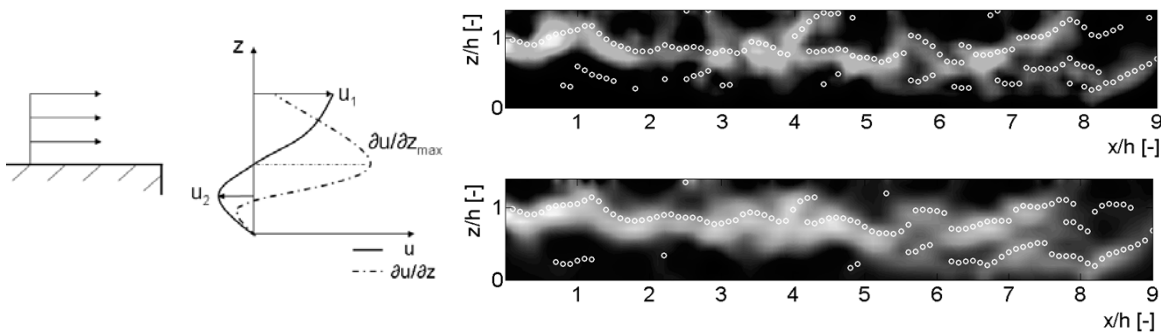 z
u₁
∂u/∂z_max
u₂
u
∂u/∂z
z/h [-]
1
0
1 2 3 4 5 6 7 8 9
x/h [-]
z/h [-]
1
0
1 2 3 4 5 6 7 8 9
x/h [-]